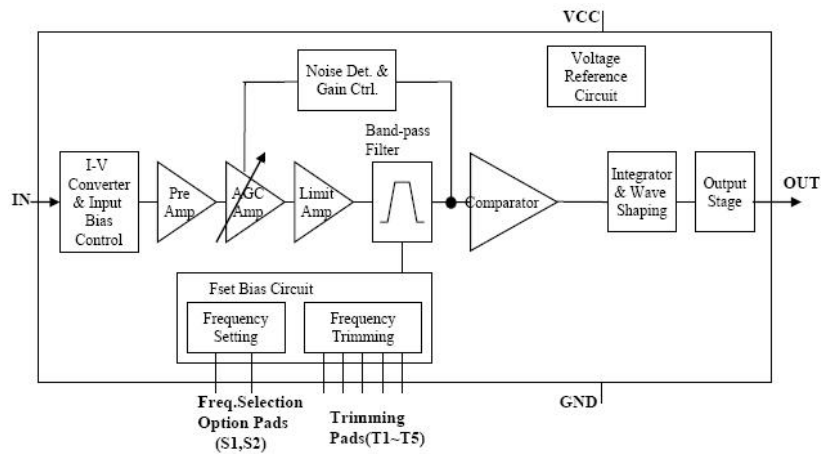 VCC
Noise Det. &
Gain Ctrl.
Voltage
Reference
Circuit
Band-pass
Filter
IN
I-V
Converter
& Input
Bias
Control
Pre
Amp
AGC
Amp
Limit
Amp
Comparator
Integrator
& Wave
Shaping
Output
Stage
OUT
Fset Bias Circuit
Frequency
Setting
Frequency
Trimming
Freq.Selection
Option Pads
(S1,S2)
Trimming
Pads(T1~T5)
GND